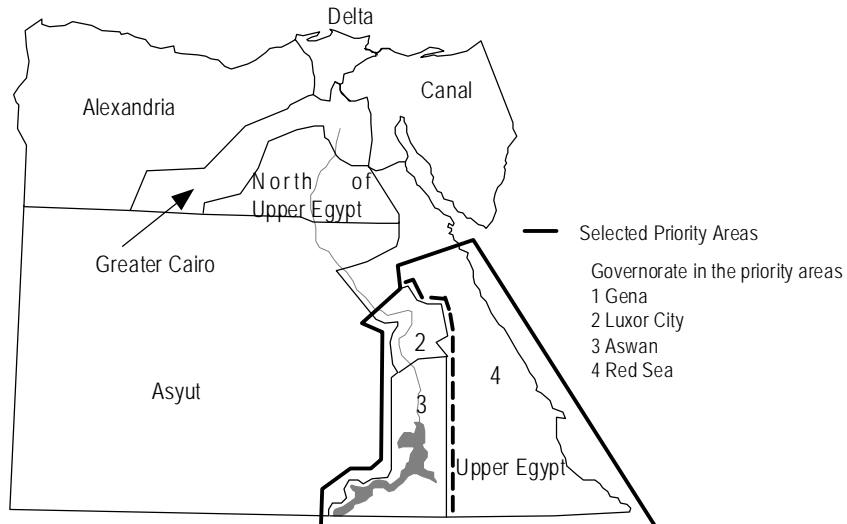 Delta
Canal
Alexandria
North of
Upper Egypt
Greater Cairo
Selected Priority Areas
Governorate in the priority areas
1 Gena
2 Luxor City
3 Aswan
4 Red Sea
2
4
Asyut
3
Upper Egypt